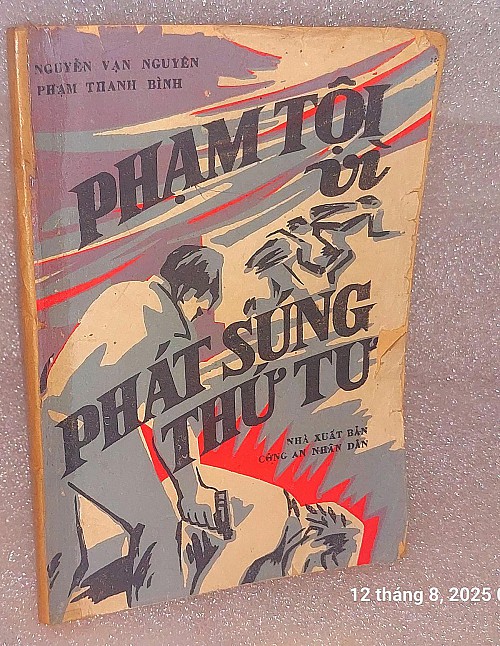 NGUYỄN VẠN NGUYÊN
PHẠM THANH BÌNH
PHẠM TỘI
VÌ
PHÁT SÚNG
THỨ TƯ
NHÀ XUẤT BẢN
CÔNG AN NHÂN DÂN
12 tháng 8, 2025